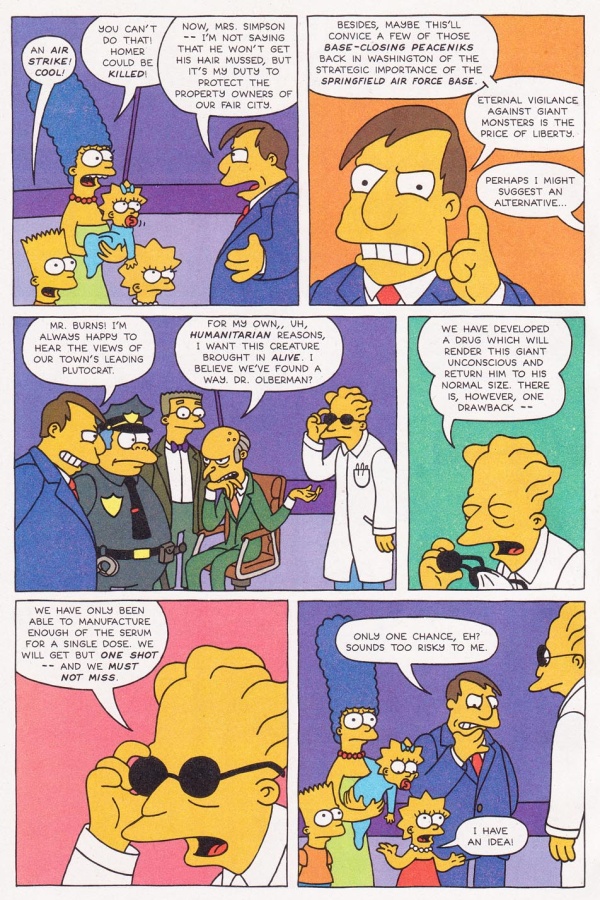 AN AIR
STRIKE!
COOL!
YOU CAN'T
DO THAT!
HOMER
COULD BE
KILLED!
NOW, MRS. SIMPSON
-- I'M NOT SAYING
THAT HE WON'T GET
HIS HAIR MUSSED, BUT
IT'S MY DUTY TO
PROTECT THE
PROPERTY OWNERS OF
OUR FAIR CITY.
BESIDES, MAYBE THIS'LL
CONVICE A FEW OF THOSE
BASE-CLOSING PEACENIKS
BACK IN WASHINGTON OF THE
STRATEGIC IMPORTANCE OF THE
SPRINGFIELD AIR FORCE BASE.
ETERNAL VIGILANCE
AGAINST GIANT
MONSTERS IS THE
PRICE OF LIBERTY.
PERHAPS I MIGHT
SUGGEST AN
ALTERNATIVE...
MR. BURNS! I'M
ALWAYS HAPPY TO
HEAR THE VIEWS OF
OUR TOWN'S LEADING
PLUTOCRAT.
FOR MY OWN,, UH,
HUMANITARIAN REASONS,
I WANT THIS CREATURE
BROUGHT IN ALIVE. I
BELIEVE WE'VE FOUND A
WAY. DR. OLBERMAN?
WE HAVE DEVELOPED
A DRUG WHICH WILL
RENDER THIS GIANT
UNCONSCIOUS AND
RETURN HIM TO HIS
NORMAL SIZE. THERE
IS, HOWEVER, ONE
DRAWBACK --
WE HAVE ONLY BEEN
ABLE TO MANUFACTURE
ENOUGH OF THE SERUM
FOR A SINGLE DOSE. WE
WILL GET BUT ONE SHOT
-- AND WE MUST
NOT MISS.
ONLY ONE CHANCE, EH?
SOUNDS TOO RISKY TO ME.
I HAVE
AN IDEA!